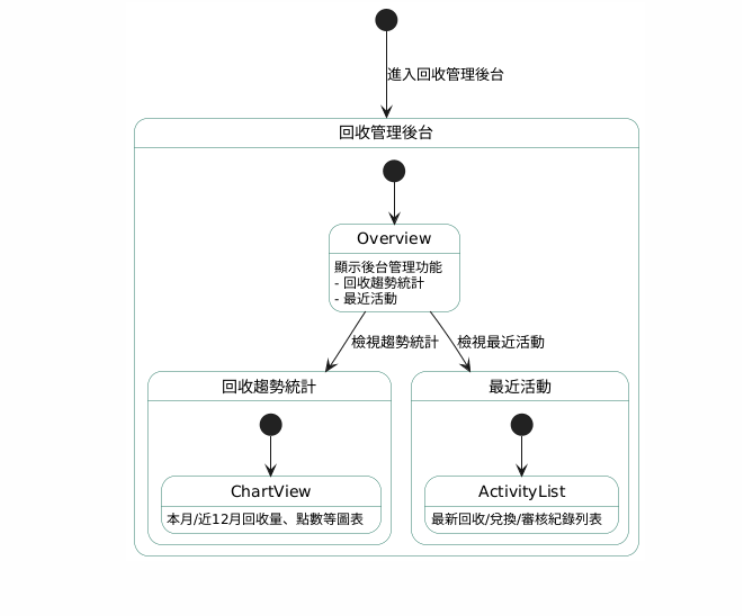 進入回收管理後台
回收管理後台
Overview
顯示後台管理功能
- 回收趨勢統計
- 最近活動
檢視趨勢統計
檢視最近活動
回收趨勢統計
最近活動
ChartView
ActivityList
本月/近12月回收量、點數等圖表
最新回收/兌換/審核紀錄列表